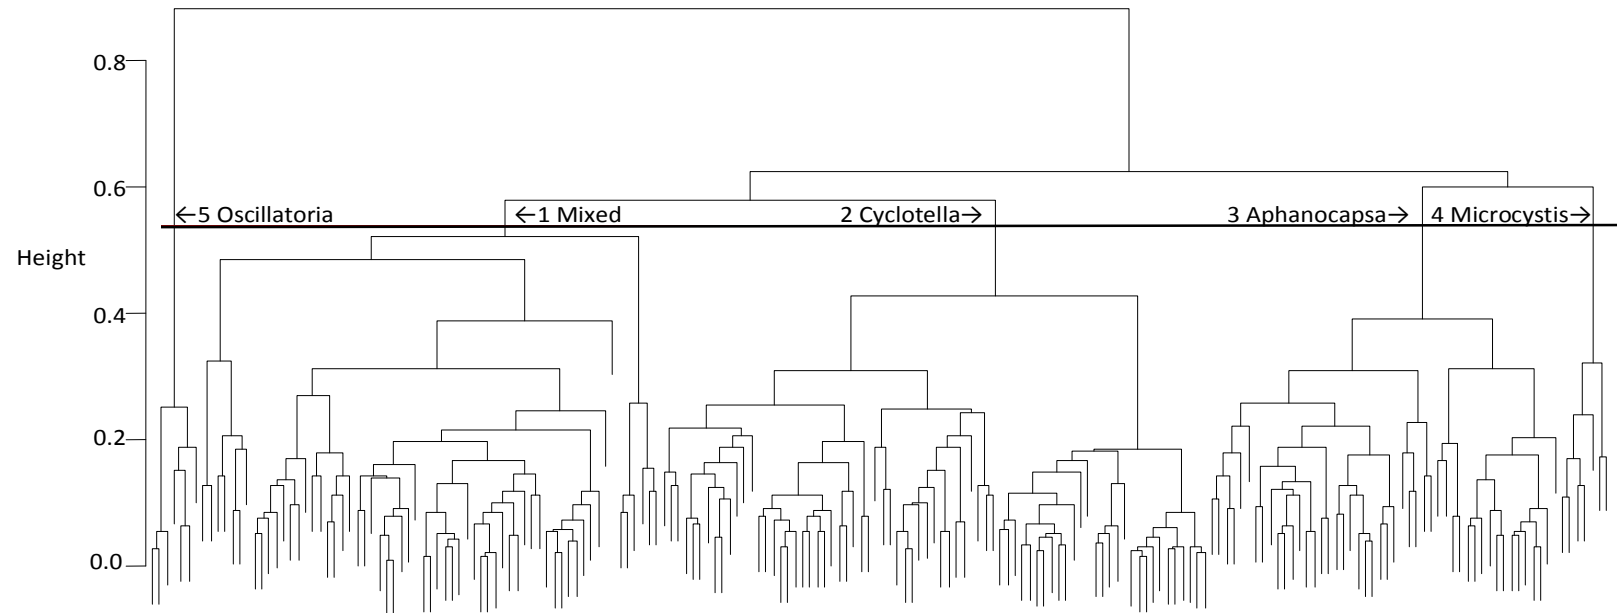 0.8
0.6
←5 Oscillatoria ←1 Mixed 2 Cyclotella→ 3 Aphanocapsa→ 4 Microcystis→
Height
0.4
0.2
0.0